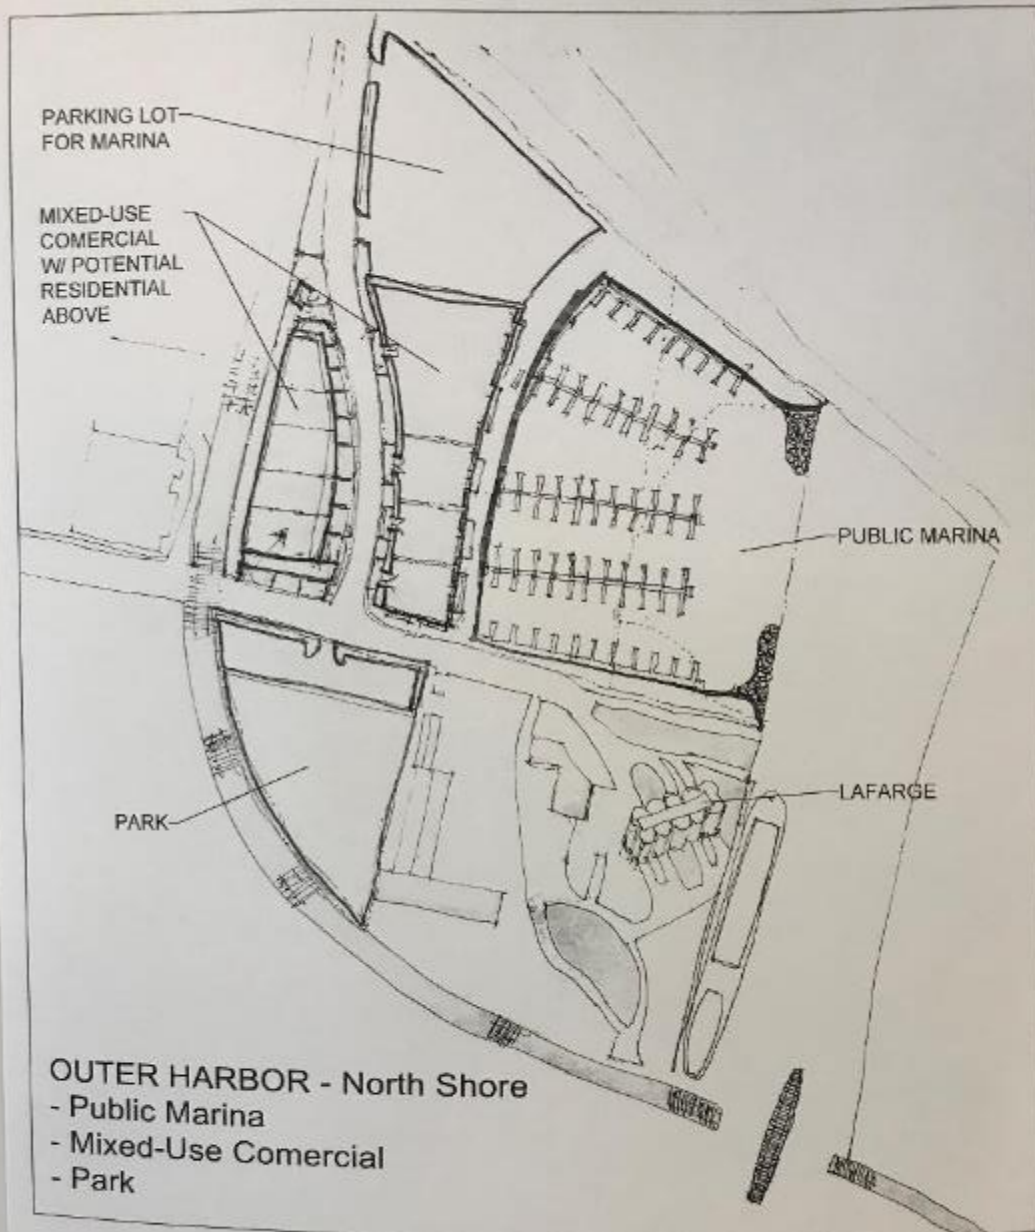 PARKING LOT
FOR MARINA
MIXED-USE
COMERCIAL
W/ POTENTIAL
RESIDENTIAL
ABOVE
PUBLIC MARINA
LAFARGE
PARK
OUTER HARBOR - North Shore
- Public Marina
- Mixed-Use Comercial
- Park